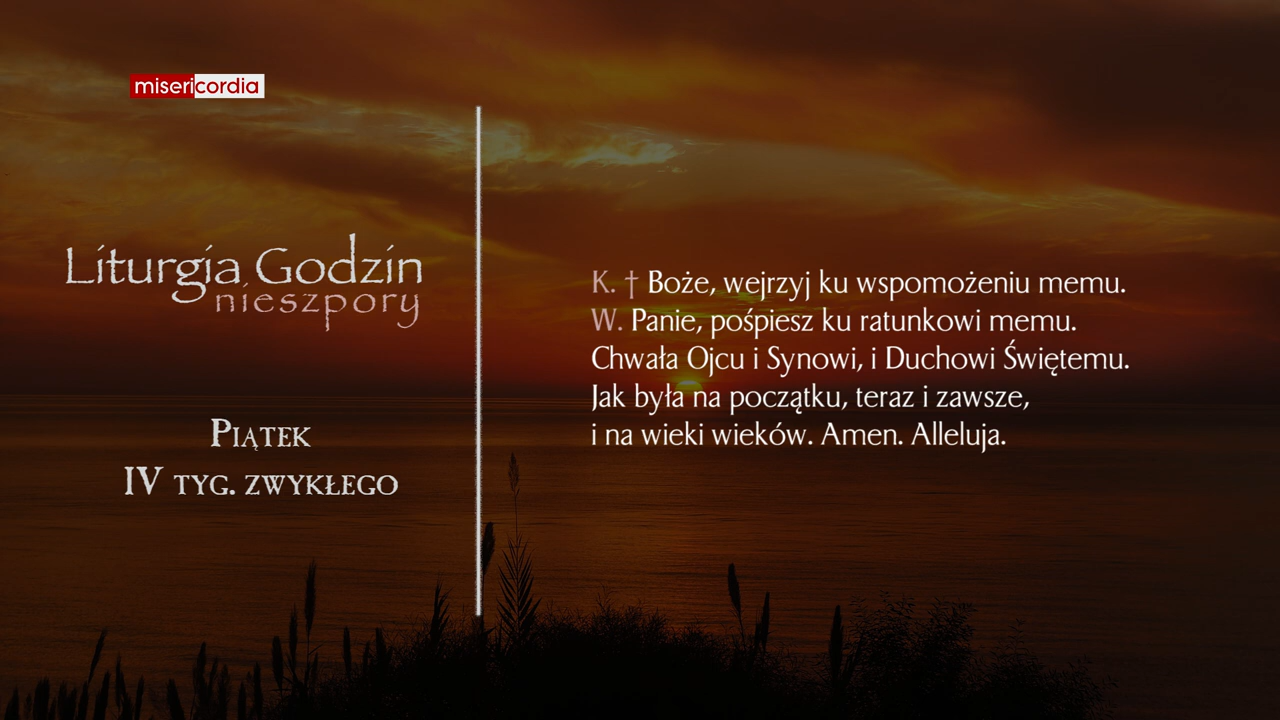 misericordia
Liturgia Godzin
nieszpory
Piątek
IV tyg. zwykłego
K. † Boże, wejrzyj ku wspomożeniu memu.
W. Panie, pośpiesz ku ratunkowi memu.
Chwała Ojcu i Synowi, i Duchowi Świętemu.
Jak była na początku, teraz i zawsze,
i na wieki wieków. Amen. Alleluja.